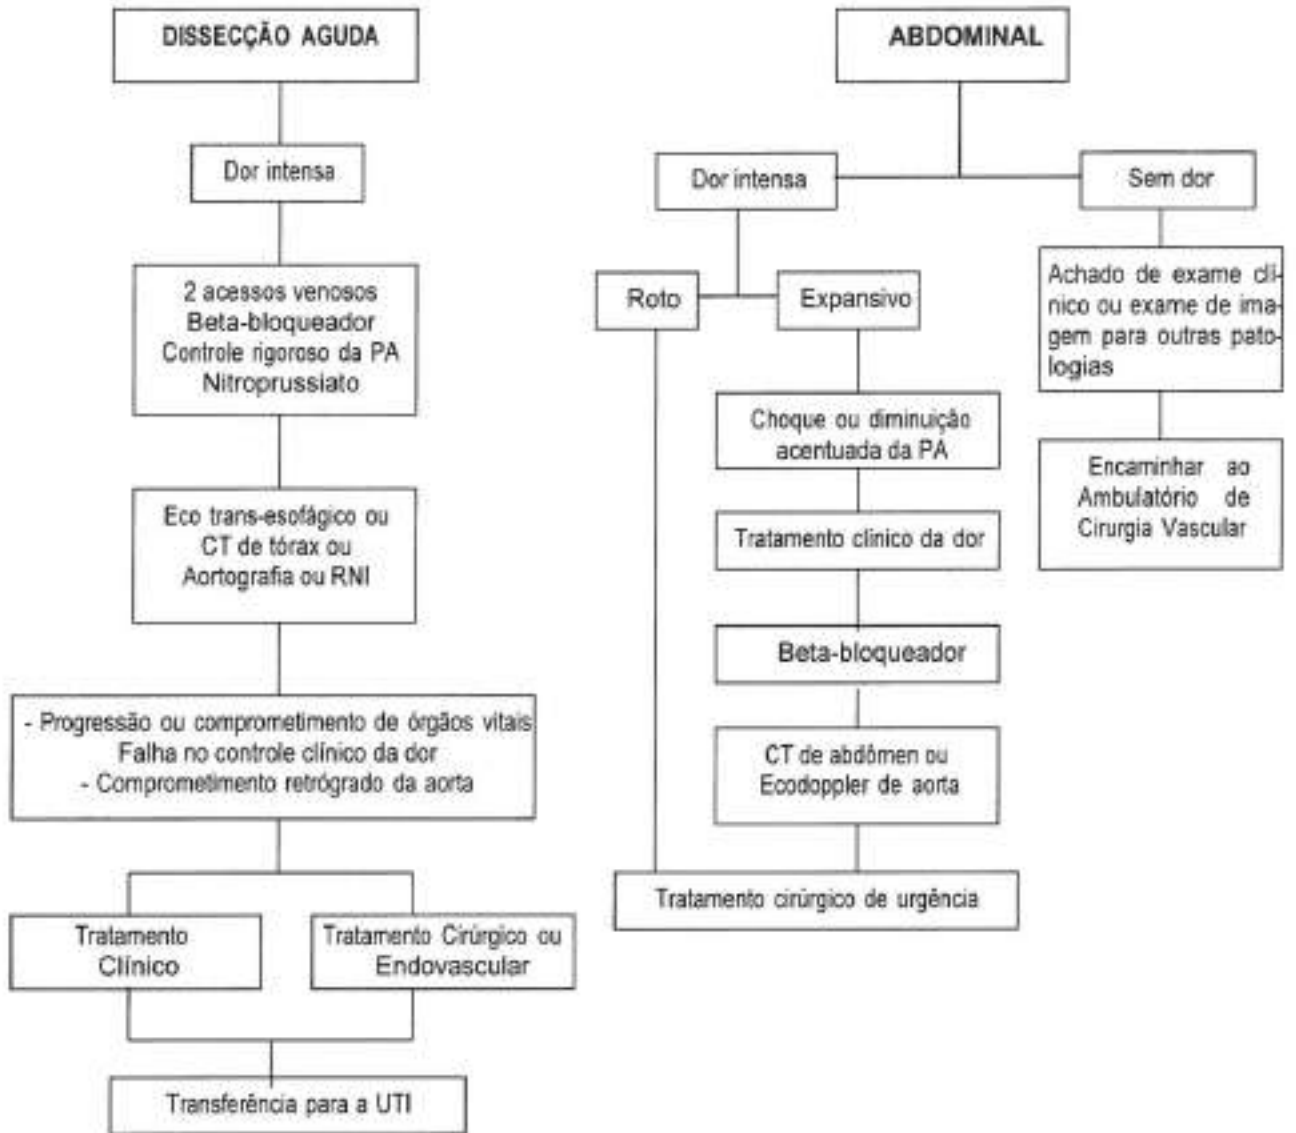 DISSECÇÃO AGUDA
Dor intensa
2 acessos venosos
Beta-bloqueador
Controle rigoroso da PA
Nitroprussiato
Eco trans-esofágico ou
CT de tórax ou
Aortografia ou RNI
- Progressão ou comprometimento de órgãos vitais
Falha no controle clínico da dor
- Comprometimento retrógrado da aorta
Tratamento
Clínico
Tratamento Cirúrgico ou
Endovascular
Transferência para a UTI
ABDOMINAL
Dor intensa
Sem dor
Roto
Expansivo
Choque ou diminuição
acentuada da PA
Tratamento clínico da dor
Beta-bloqueador
CT de abdômen ou
Ecodoppler de aorta
Tratamento cirúrgico de urgência
Achado de exame clí-
nico ou exame de ima-
gem para outras pato-
logias
Encaminhar ao
Ambulatório de
Cirurgia Vascular